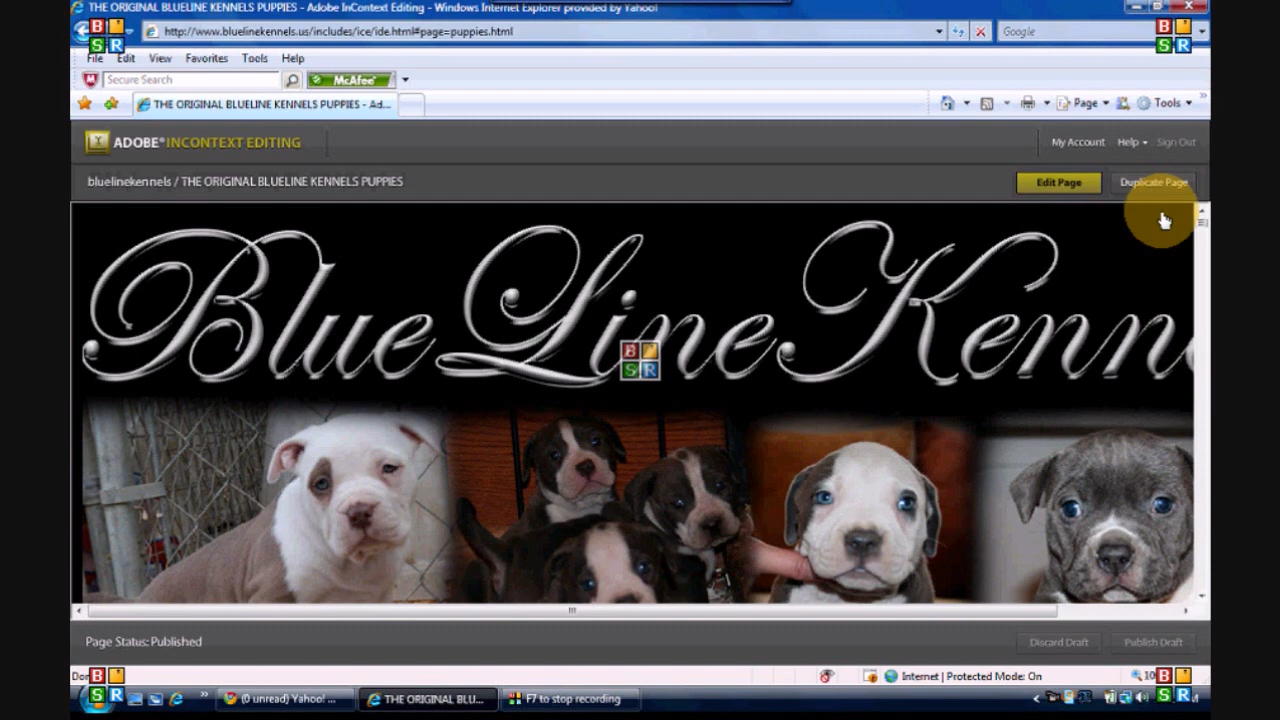 THE ORIGINAL BLUELINE KENNELS PUPPIES - Adobe InContext Editing - Windows Internet Explorer provided by Yahoo!
http://www.bluelinekennels.us/includes/ice/ide.html#page=puppies.html
Google
File Edit View Favorites Tools Help
Secure Search
McAfee
THE ORIGINAL BLUELINE KENNELS PUPPIES - Ad...
Page Tools
ADOBE® INCONTEXT EDITING
My Account Help Sign Out
bluelinekennels / THE ORIGINAL BLUELINE KENNELS PUPPIES
Edit Page
Duplicate Page
BlueLine Kenn
B
S R
Page Status: Published
Discard Draft
Publish Draft
Internet | Protected Mode: On
(0 unread) Yahoo! ...
THE ORIGINAL BLU...
F7 to stop recording